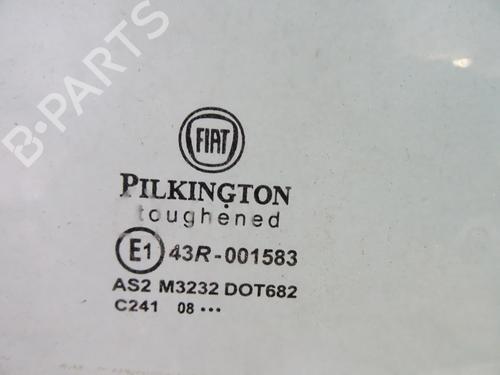 B-PARTS
FIAT
PILKINGTON
toughened
E1 43R-001583
AS2 M3232 DOT682
C241 08 •••